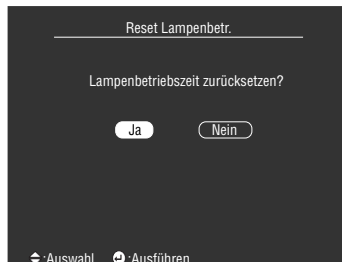 Reset Lampenbetr.
Lampenbetriebszeit zurücksetzen?
Ja Nein
:Auswahl :Ausführen